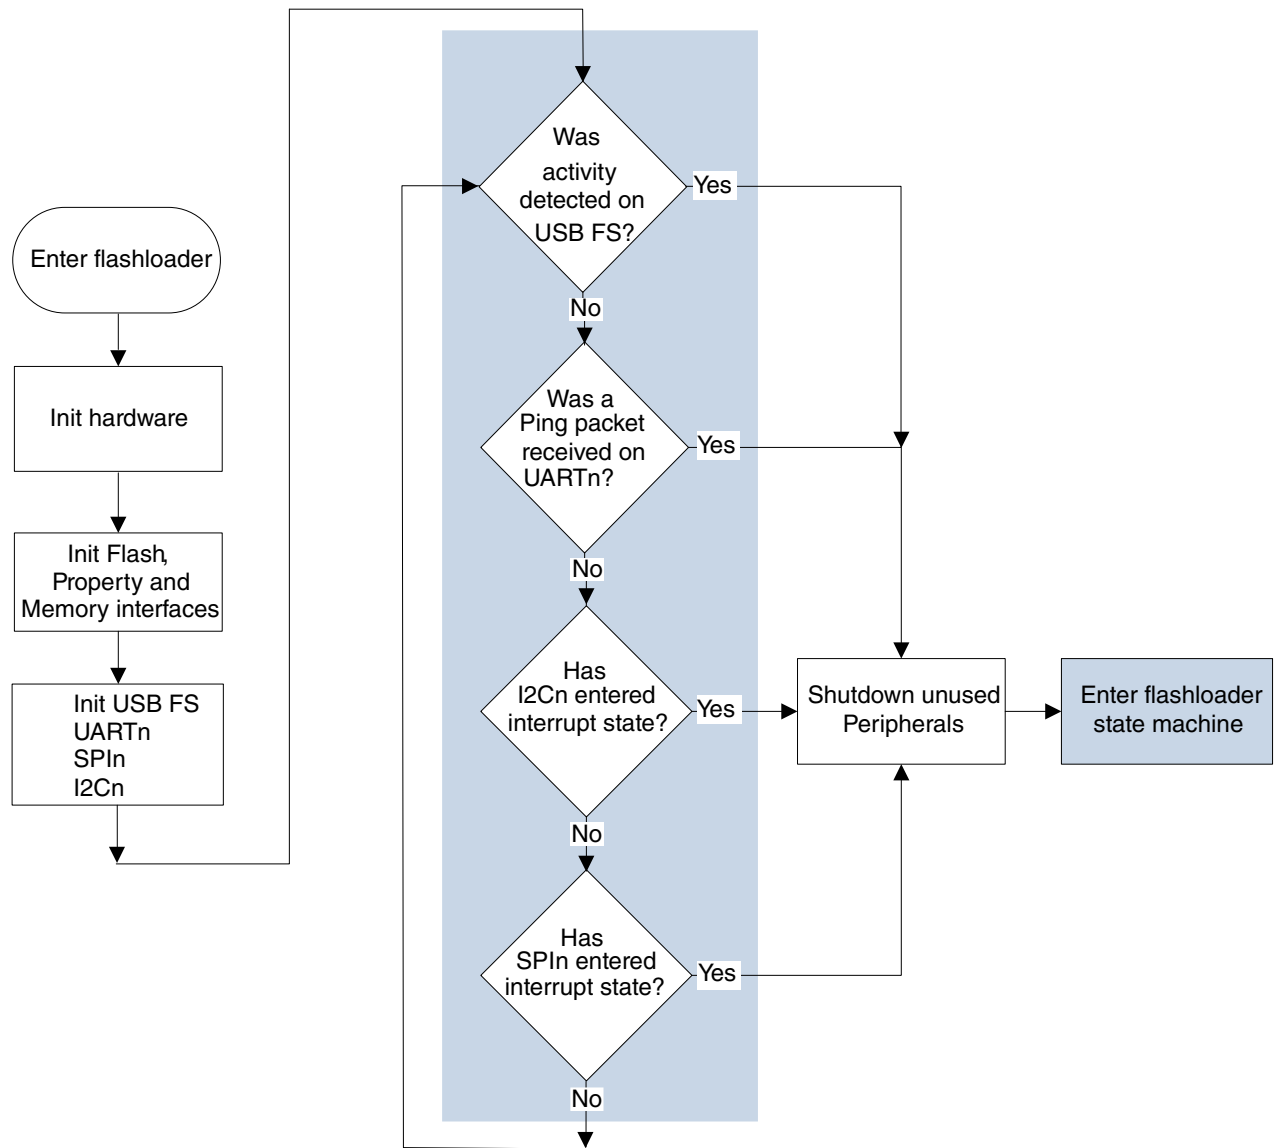 Enter flashloader
Init hardware
Init Flash,
Property and
Memory interfaces
Init USB FS
UARTn
SPIn
I2Cn
Was
activity
detected on
USB FS?
Yes
No
Was a
Ping packet
received on
UARTn?
Yes
No
Has
I2Cn entered
interrupt state?
Yes
No
Has
SPIn entered
interrupt state?
Yes
No
Shutdown unused
Peripherals
Enter flashloader
state machine